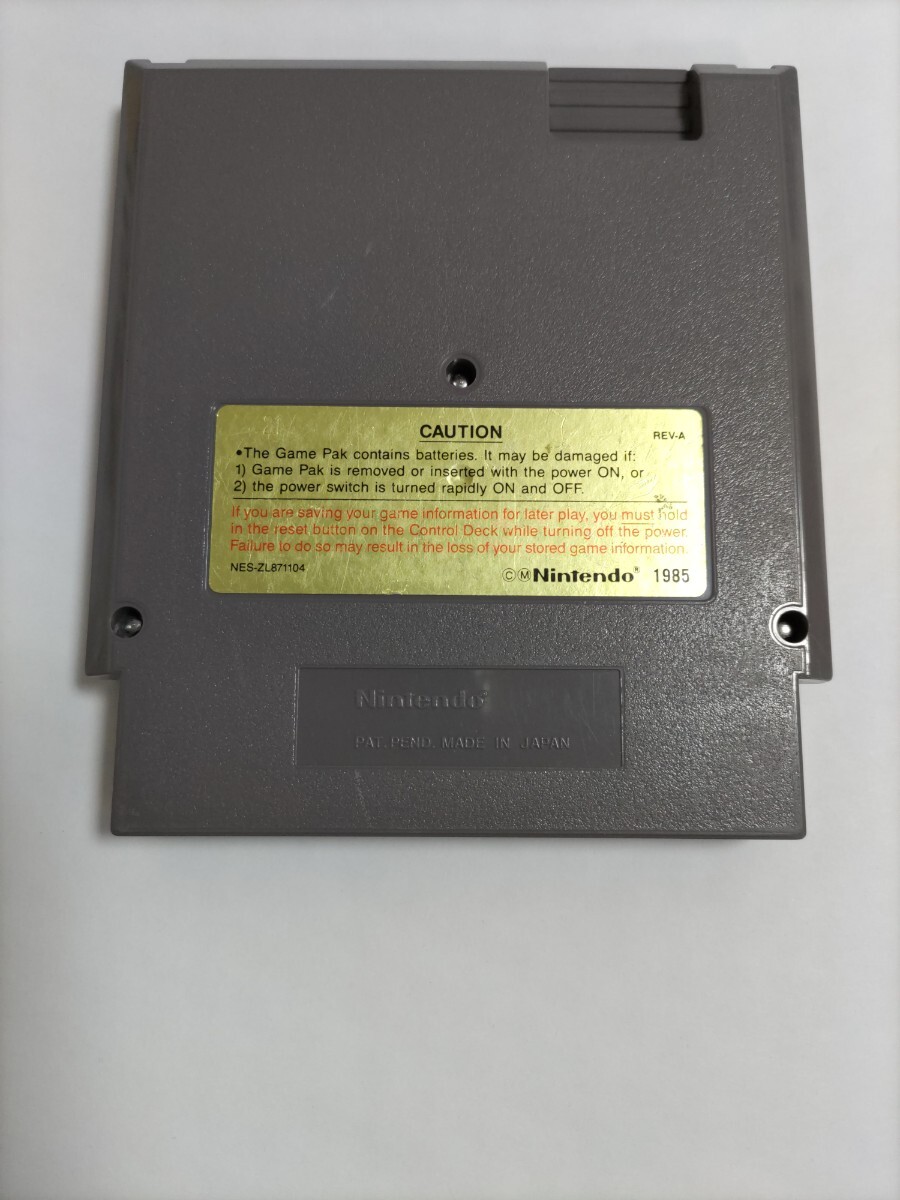 CAUTION
REV-A
•The Game Pak contains batteries. It may be damaged if:
1) Game Pak is removed or inserted with the power ON, or
2) the power switch is turned rapidly ON and OFF.
If you are saving your game information for later play, you must hold
in the reset button on the Control Deck while turning off the power.
Failure to do so may result in the loss of your stored game information.
NES-ZL871104
©Ⓜ Nintendo® 1985
Nintendo®
PAT. PEND. MADE IN JAPAN